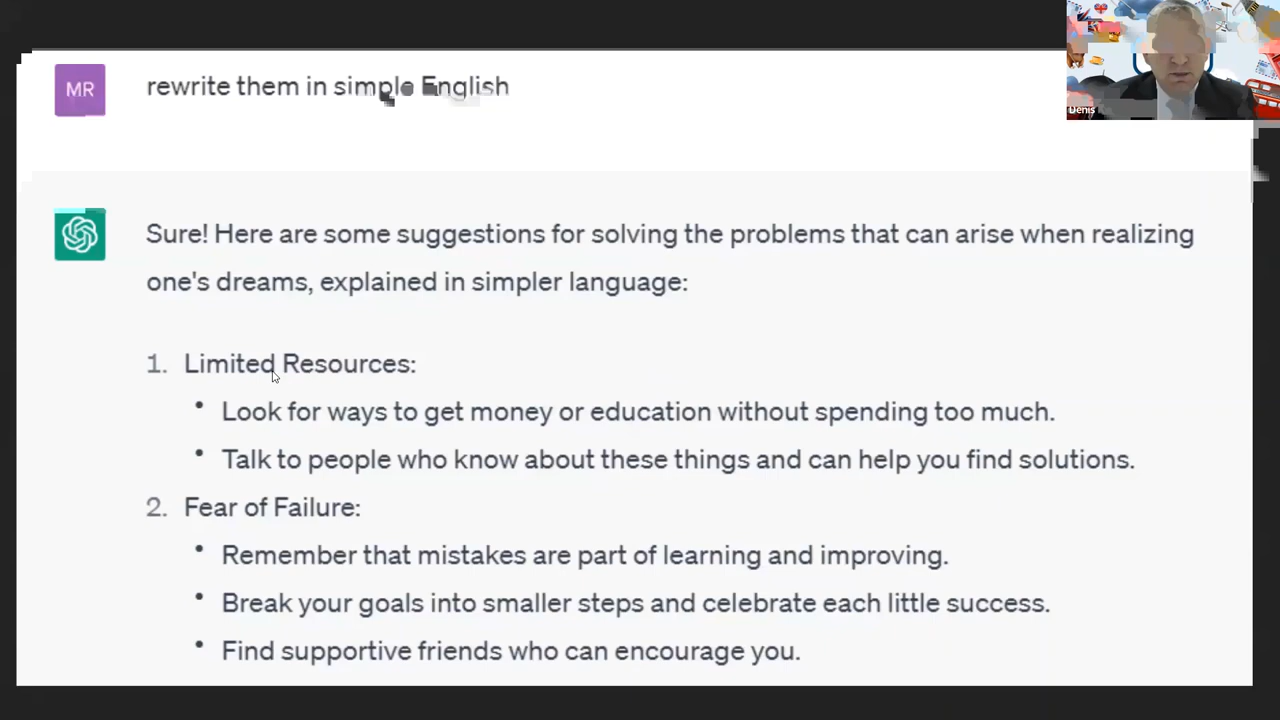 MR
rewrite them in simple English
Denis
Sure! Here are some suggestions for solving the problems that can arise when realizing
one's dreams, explained in simpler language:
1. Limited Resources:
• Look for ways to get money or education without spending too much.
• Talk to people who know about these things and can help you find solutions.
2. Fear of Failure:
• Remember that mistakes are part of learning and improving.
• Break your goals into smaller steps and celebrate each little success.
• Find supportive friends who can encourage you.